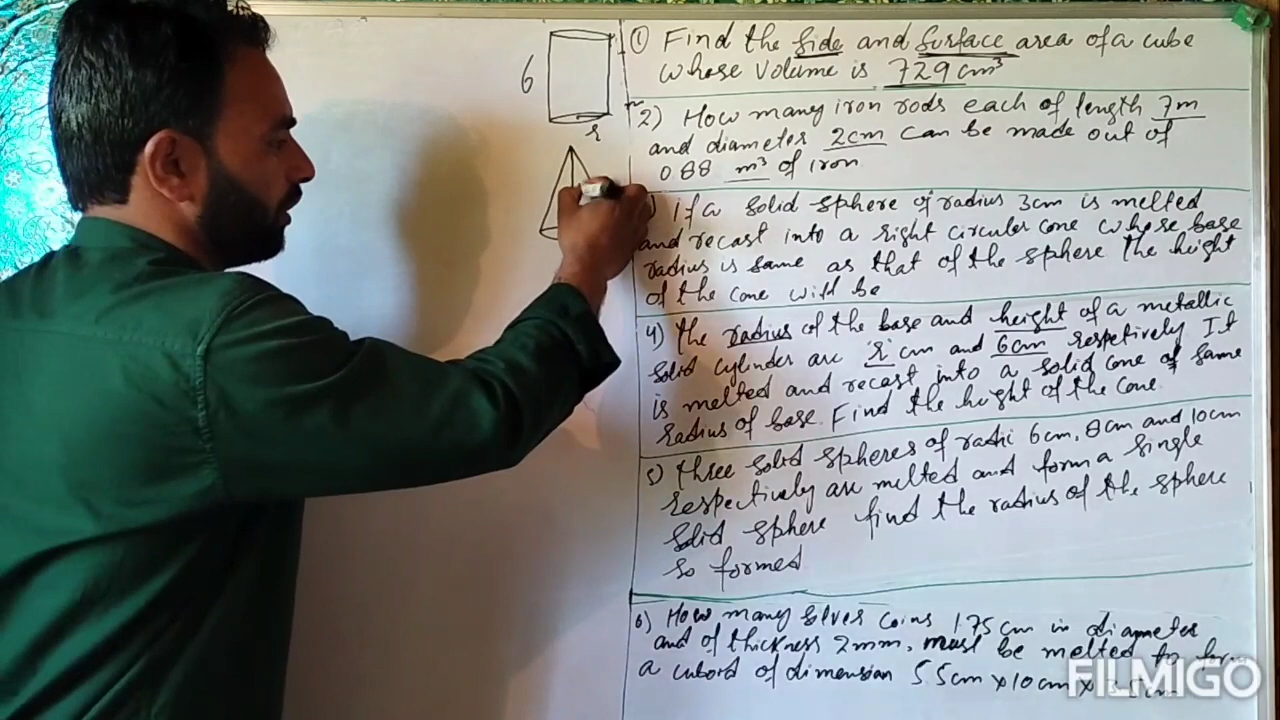 6
r
① Find the side and surface area of a cube
whose volume is 729 cm³
2) How many iron rods each of length 7m
and diameter 2cm can be made out of
088 m³ of iron
) If a solid sphere of radius 3cm is melted
and recast into a right circular cone whose base
radius is same as that of the sphere the height
of the cone will be
4) the radius of the base and height of a metallic
solid cylinder are r cm and 6cm respetively It
is melted and recast into a solid cone of same
radius of base. Find the height of the cone.
5) three solid spheres of radii 6cm, 8cm and 10cm
respectively are melted and form a single
solid sphere find the radius of the sphere
so formed
6) How many silver coins 1.75 cm in diameter
and of thickness 2mm, must be melted to
a cuboid of dimension 5.5cm × 10cm ×
FILMIGO